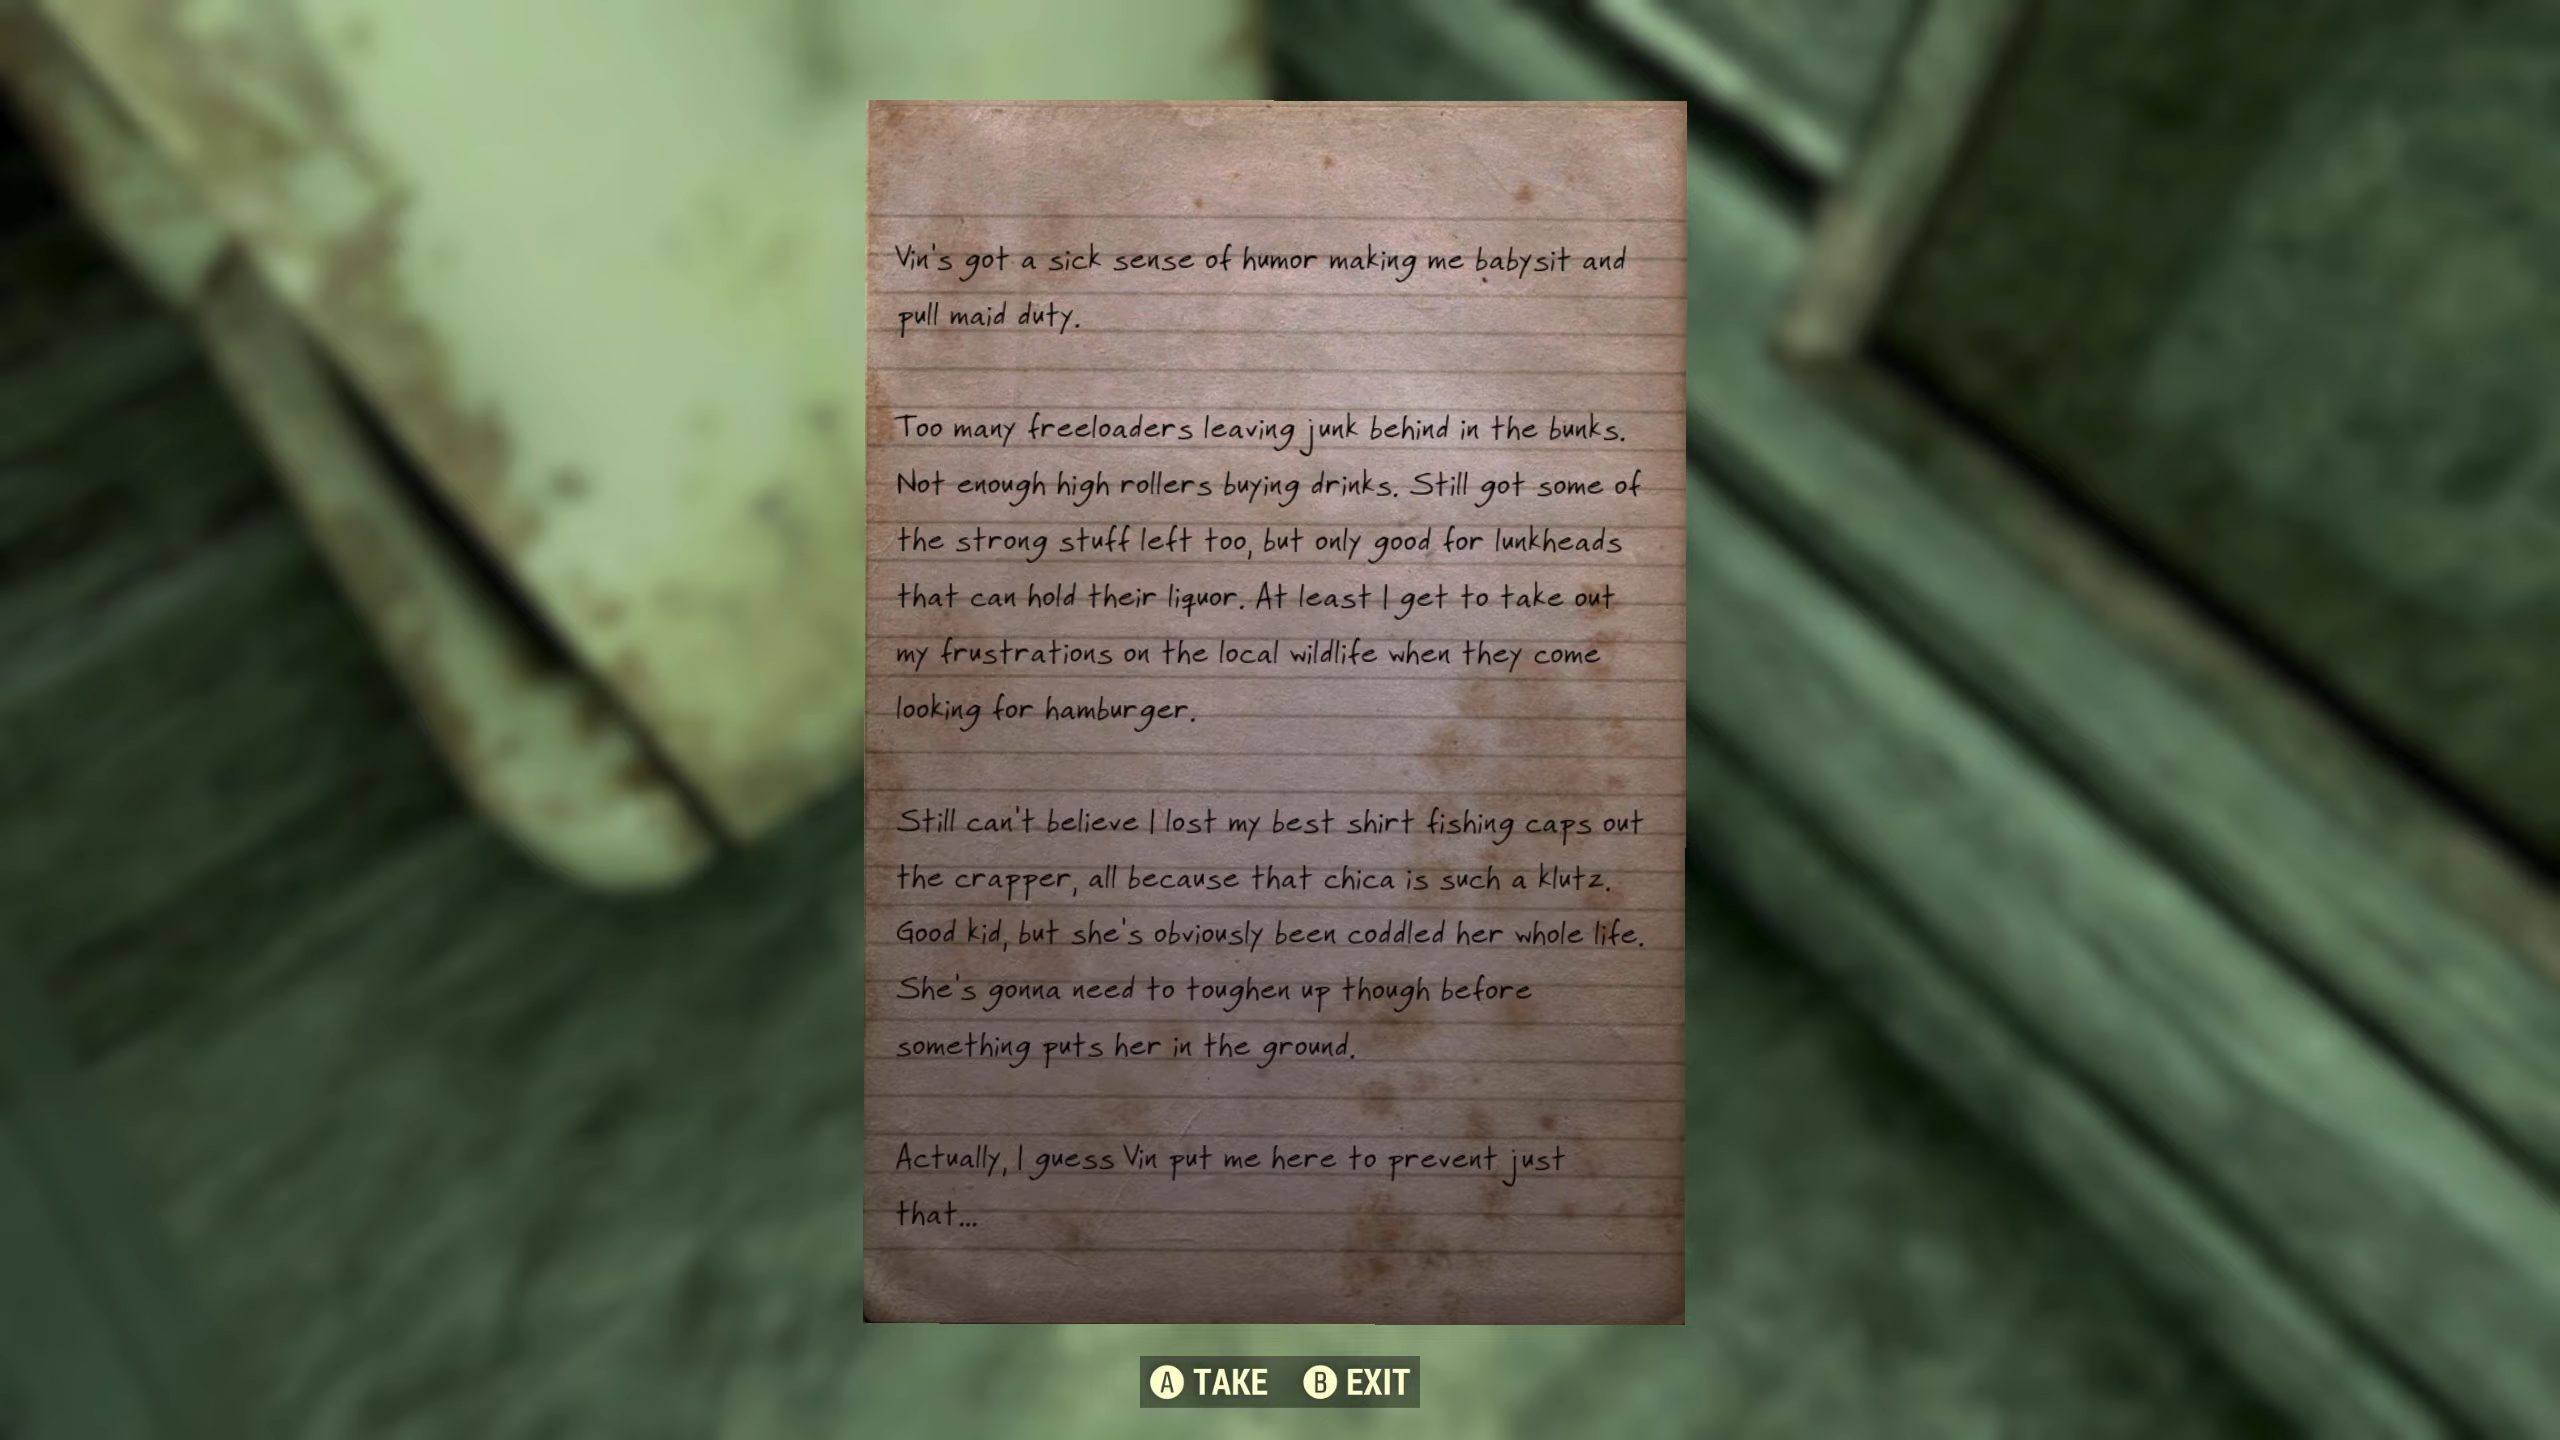 Vin's got a sick sense of humor making me babysit and
pull maid duty.
Too many freeloaders leaving junk behind in the bunks.
Not enough high rollers buying drinks. Still got some of
the strong stuff left too, but only good for lunkheads
that can hold their liquor. At least I get to take out
my frustrations on the local wildlife when they come
looking for hamburger.
Still can't believe I lost my best shirt fishing caps out
the crapper, all because that chica is such a klutz.
Good kid, but she's obviously been coddled her whole life.
She's gonna need to toughen up though before
something puts her in the ground.
Actually, I guess Vin put me here to prevent just
that...
A TAKE B EXIT